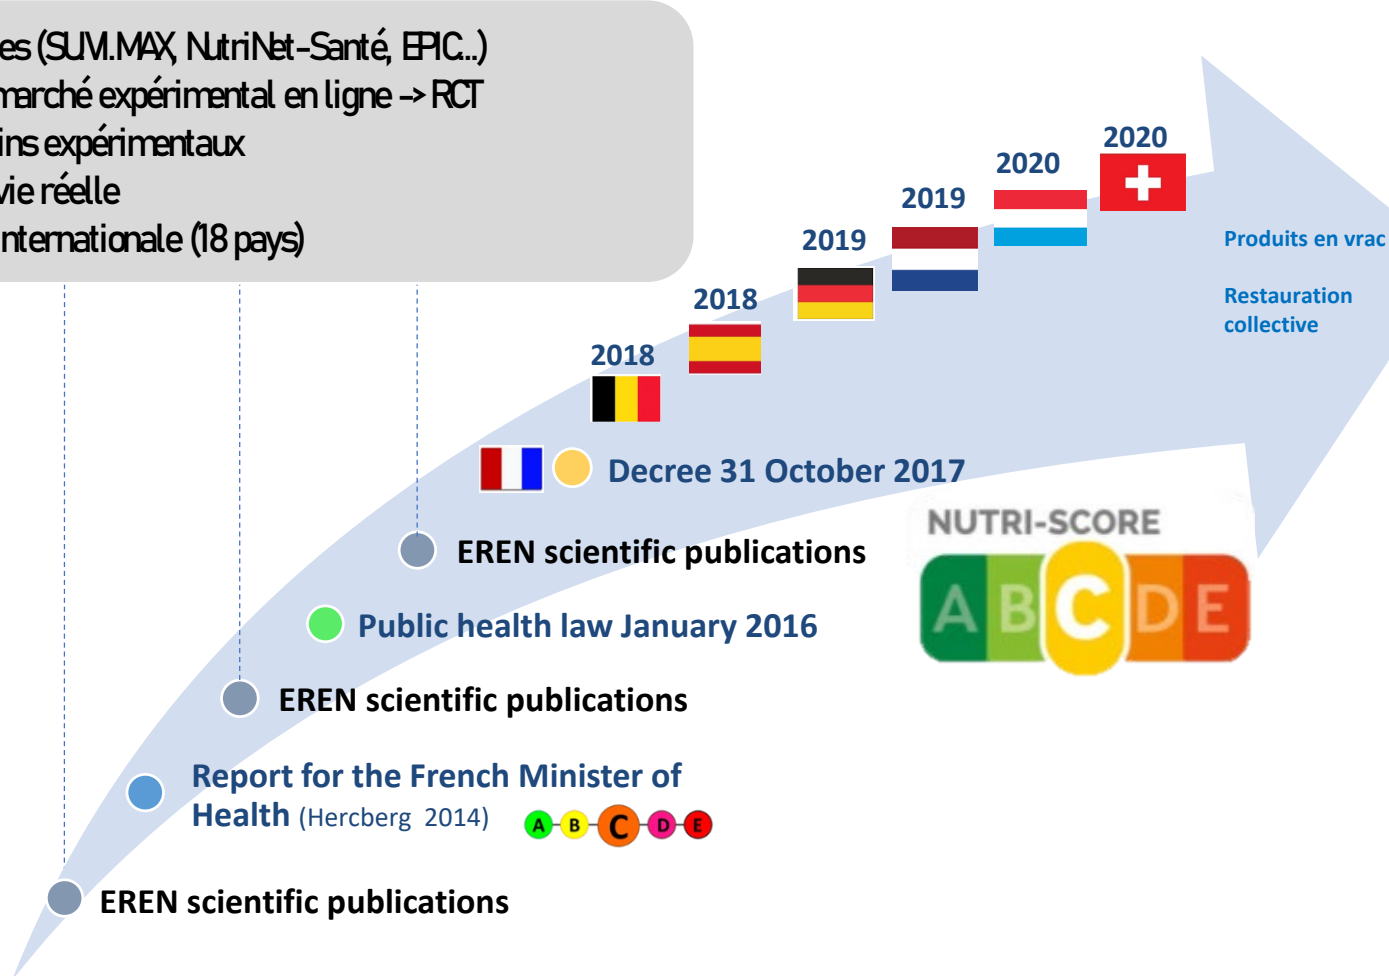 es (SU.VI.MAX, NutriNet-Santé, EPIC...)
marché expérimental en ligne -> RCT
ins expérimentaux
vie réelle
internationale (18 pays)
2020
2020
2019
2019
2018
2018
Produits en vrac
Restauration
collective
Decree 31 October 2017
NUTRI-SCORE
A B C D E
EREN scientific publications
Public health law January 2016
EREN scientific publications
Report for the French Minister of
Health (Hercberg 2014)
A B C D E
EREN scientific publications